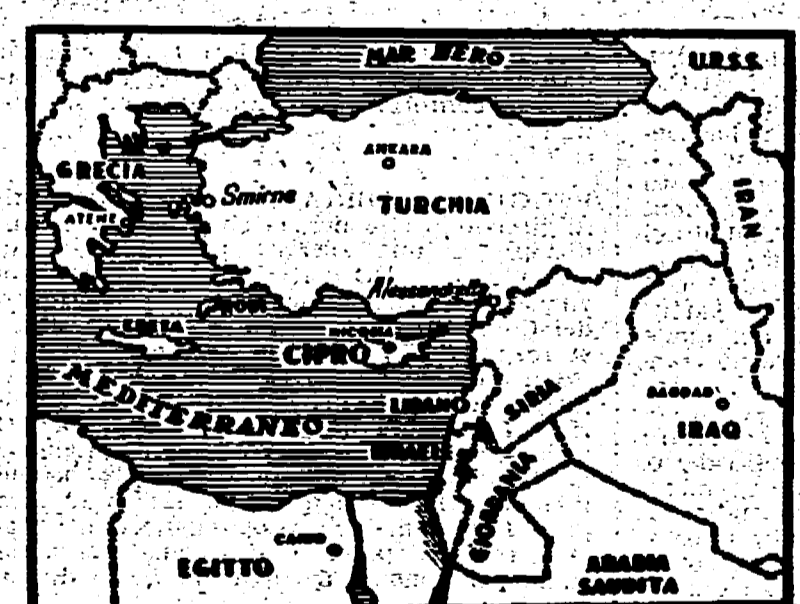 MAR NERO
U.R.S.S.
ANKARA
GRECIA
IRAN
Smirne
TURCHIA
ATENE
Alessandretta
RODI
CRETA
NICOSIA
CIPRO
MEDITERRANEO
LIBANO
SIRIA
BAGDAD
IRAQ
ISRAEL
GIORDANIA
CAIRO
EGITTO
ARABIA
SAUDITA